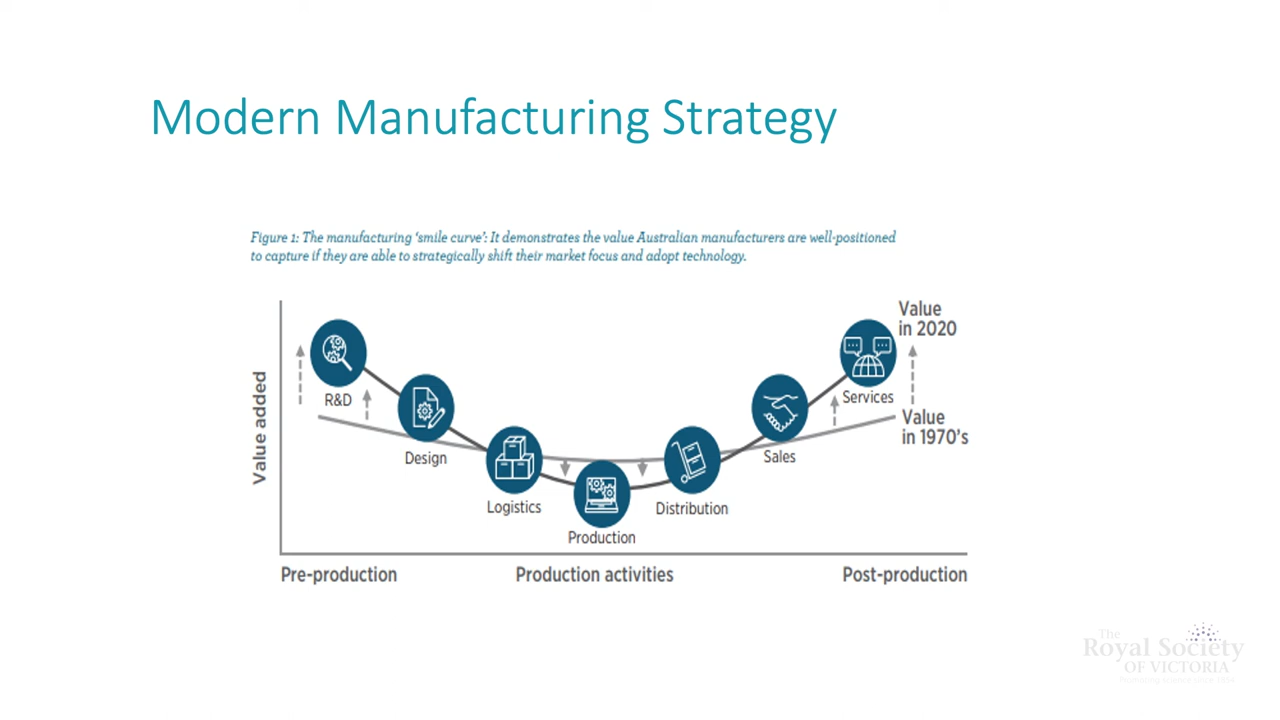 Modern Manufacturing Strategy
Figure 1: The manufacturing ‘smile curve’: It demonstrates the value Australian manufacturers are well-positioned
to capture if they are able to strategically shift their market focus and adopt technology.
Value added
R&D
Design
Logistics
Production
Distribution
Sales
Services
Value
in 2020
Value
in 1970's
Pre-production
Production activities
Post-production
The
Royal Society
OF VICTORIA